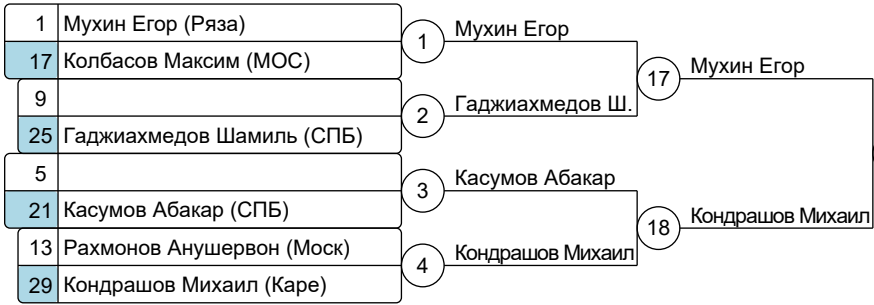 1 Мухин Егор (Ряза)
17 Колбасов Максим (МОС)
9
25 Гаджиахмедов Шамиль (СПБ)
5
21 Касумов Абакар (СПБ)
13 Рахмонов Анушервон (Моск)
29 Кондрашов Михаил (Каре)
1 Мухин Егор
2 Гаджиахмедов Ш.
3 Касумов Абакар
4 Кондрашов Михаил
17 Мухин Егор
18 Кондрашов Михаил